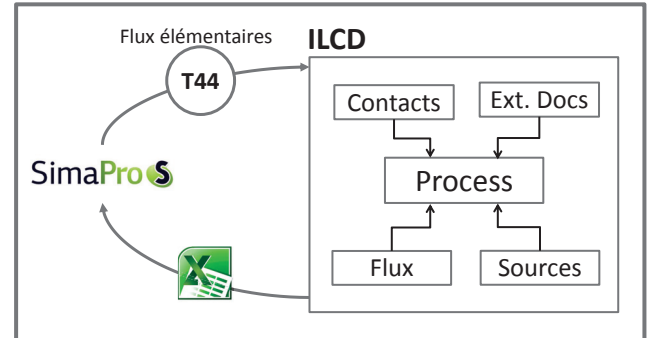 Flux élémentaires
ILCD
T44
Contacts
Ext. Docs
SimaPro S
Process
Flux
Sources
X